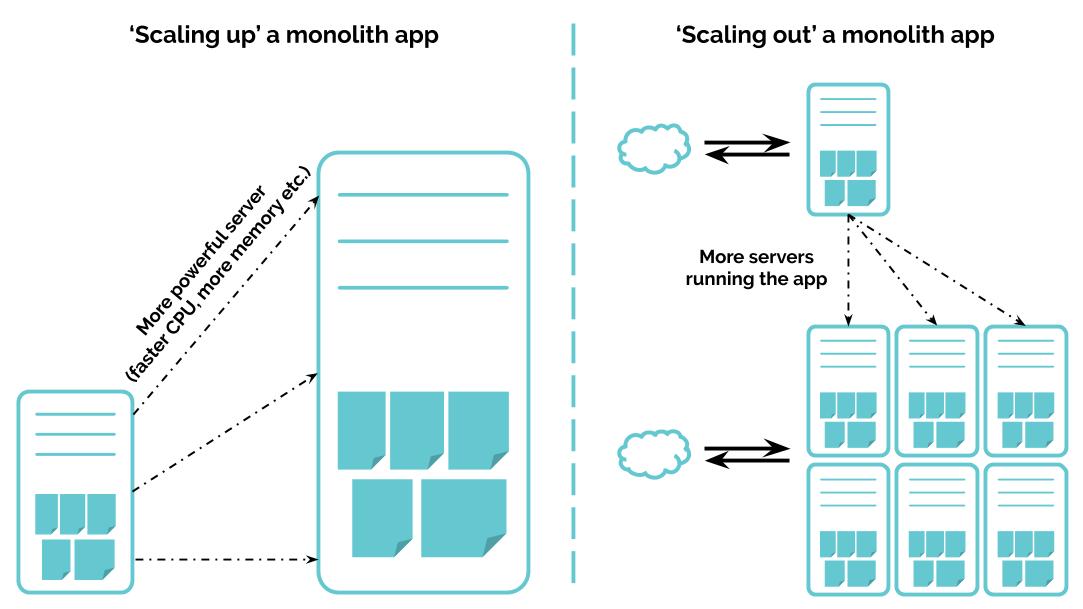 ‘Scaling up’ a monolith app
‘Scaling out’ a monolith app
More powerful server
(faster CPU, more memory etc.)
More servers
running the app